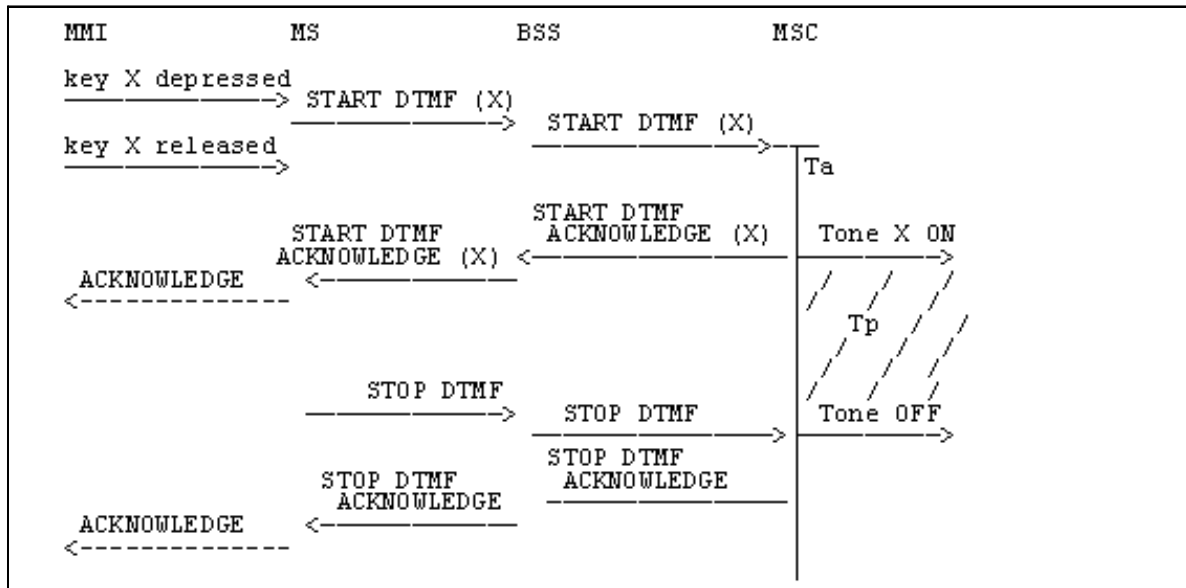 MMI MS BSS MSC
key X depressed
START DTMF (X)
START DTMF (X)
key X released
Ta
START DTMF
START DTMF ACKNOWLEDGE (X) Tone X ON
ACKNOWLEDGE (X)
ACKNOWLEDGE
Tp
STOP DTMF
STOP DTMF Tone OFF
STOP DTMF
STOP DTMF ACKNOWLEDGE
ACKNOWLEDGE
ACKNOWLEDGE